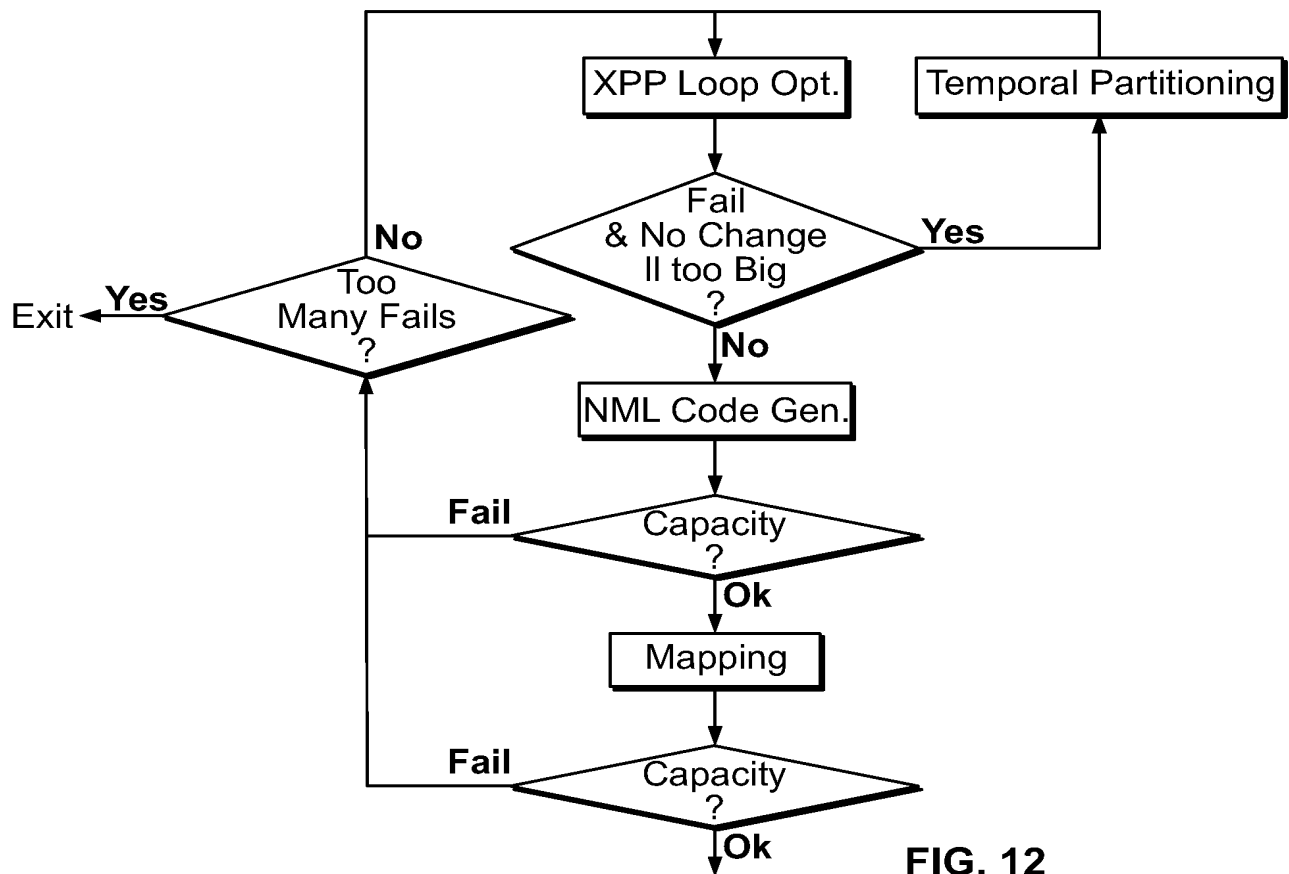 XPP Loop Opt.
Temporal Partitioning
Fail
& No Change
II too Big
?
Yes
No
No
Too
Many Fails
?
Yes
Exit
NML Code Gen.
Capacity
?
Fail
Ok
Mapping
Capacity
?
Fail
Ok
FIG. 12